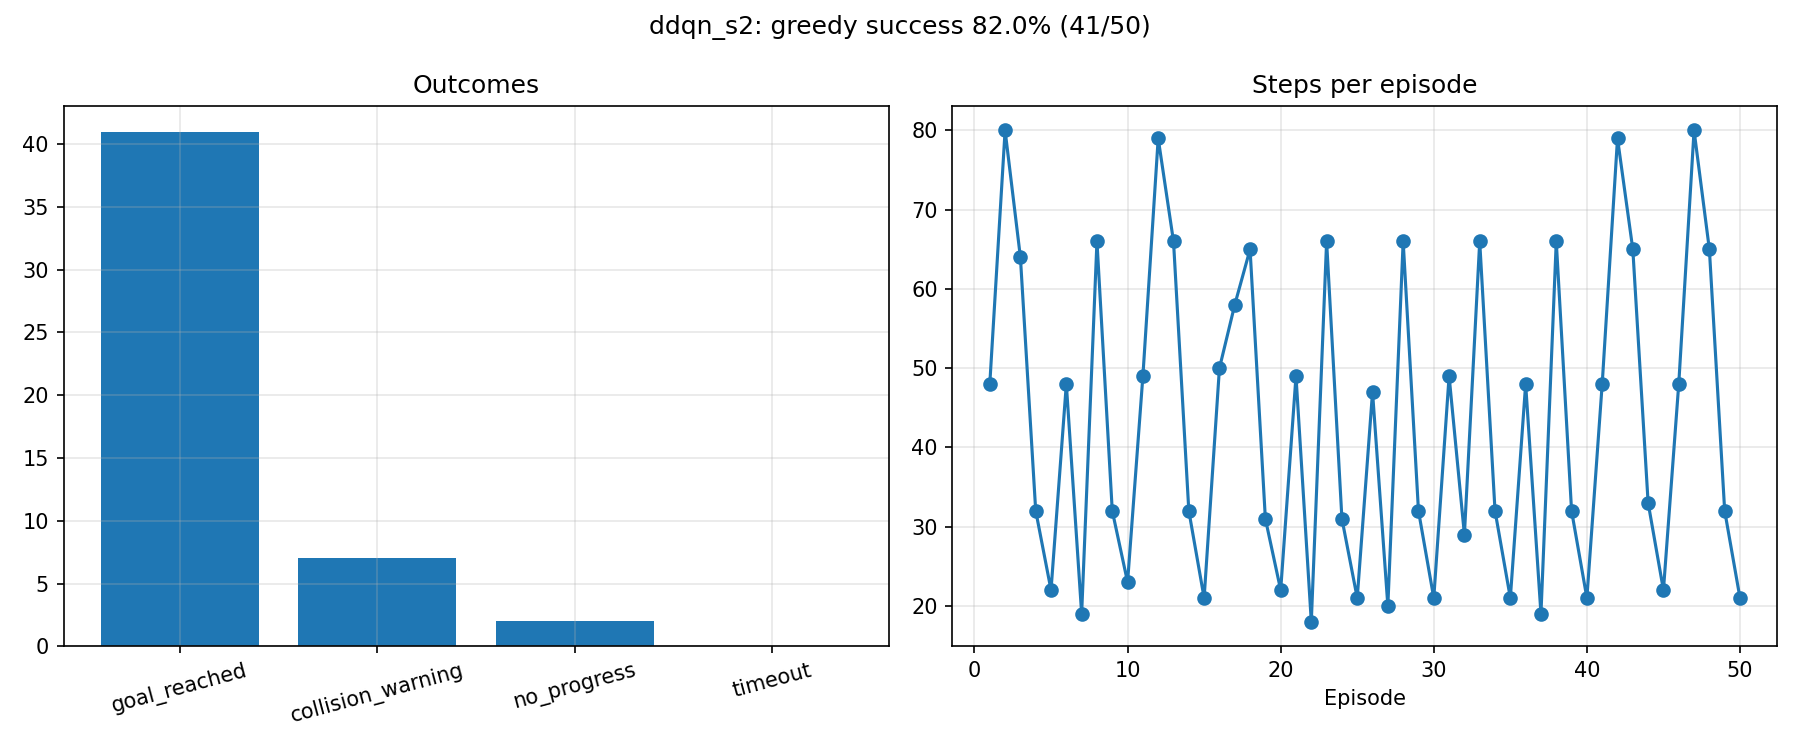 ddqn_s2: greedy success 82.0% (41/50)
Outcomes
40
35
30
25
20
15
10
5
0
goal_reached
collision_warning
no_progress
timeout
Steps per episode
80
70
60
50
40
30
20
0
10
20
30
40
50
Episode